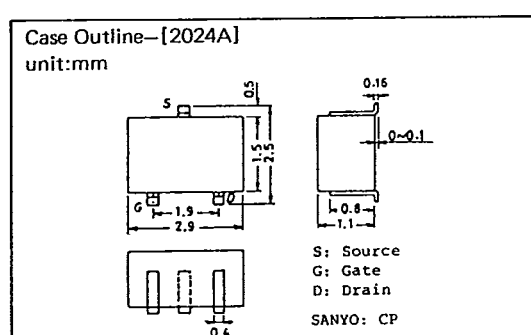 Case Outline—[2024A]
unit:mm
0.5
0.16
S
1.5
2.5
0~0.1
G
D
1.9
2.9
0.8
1.1
S: Source
G: Gate
D: Drain
SANYO: CP
0.4